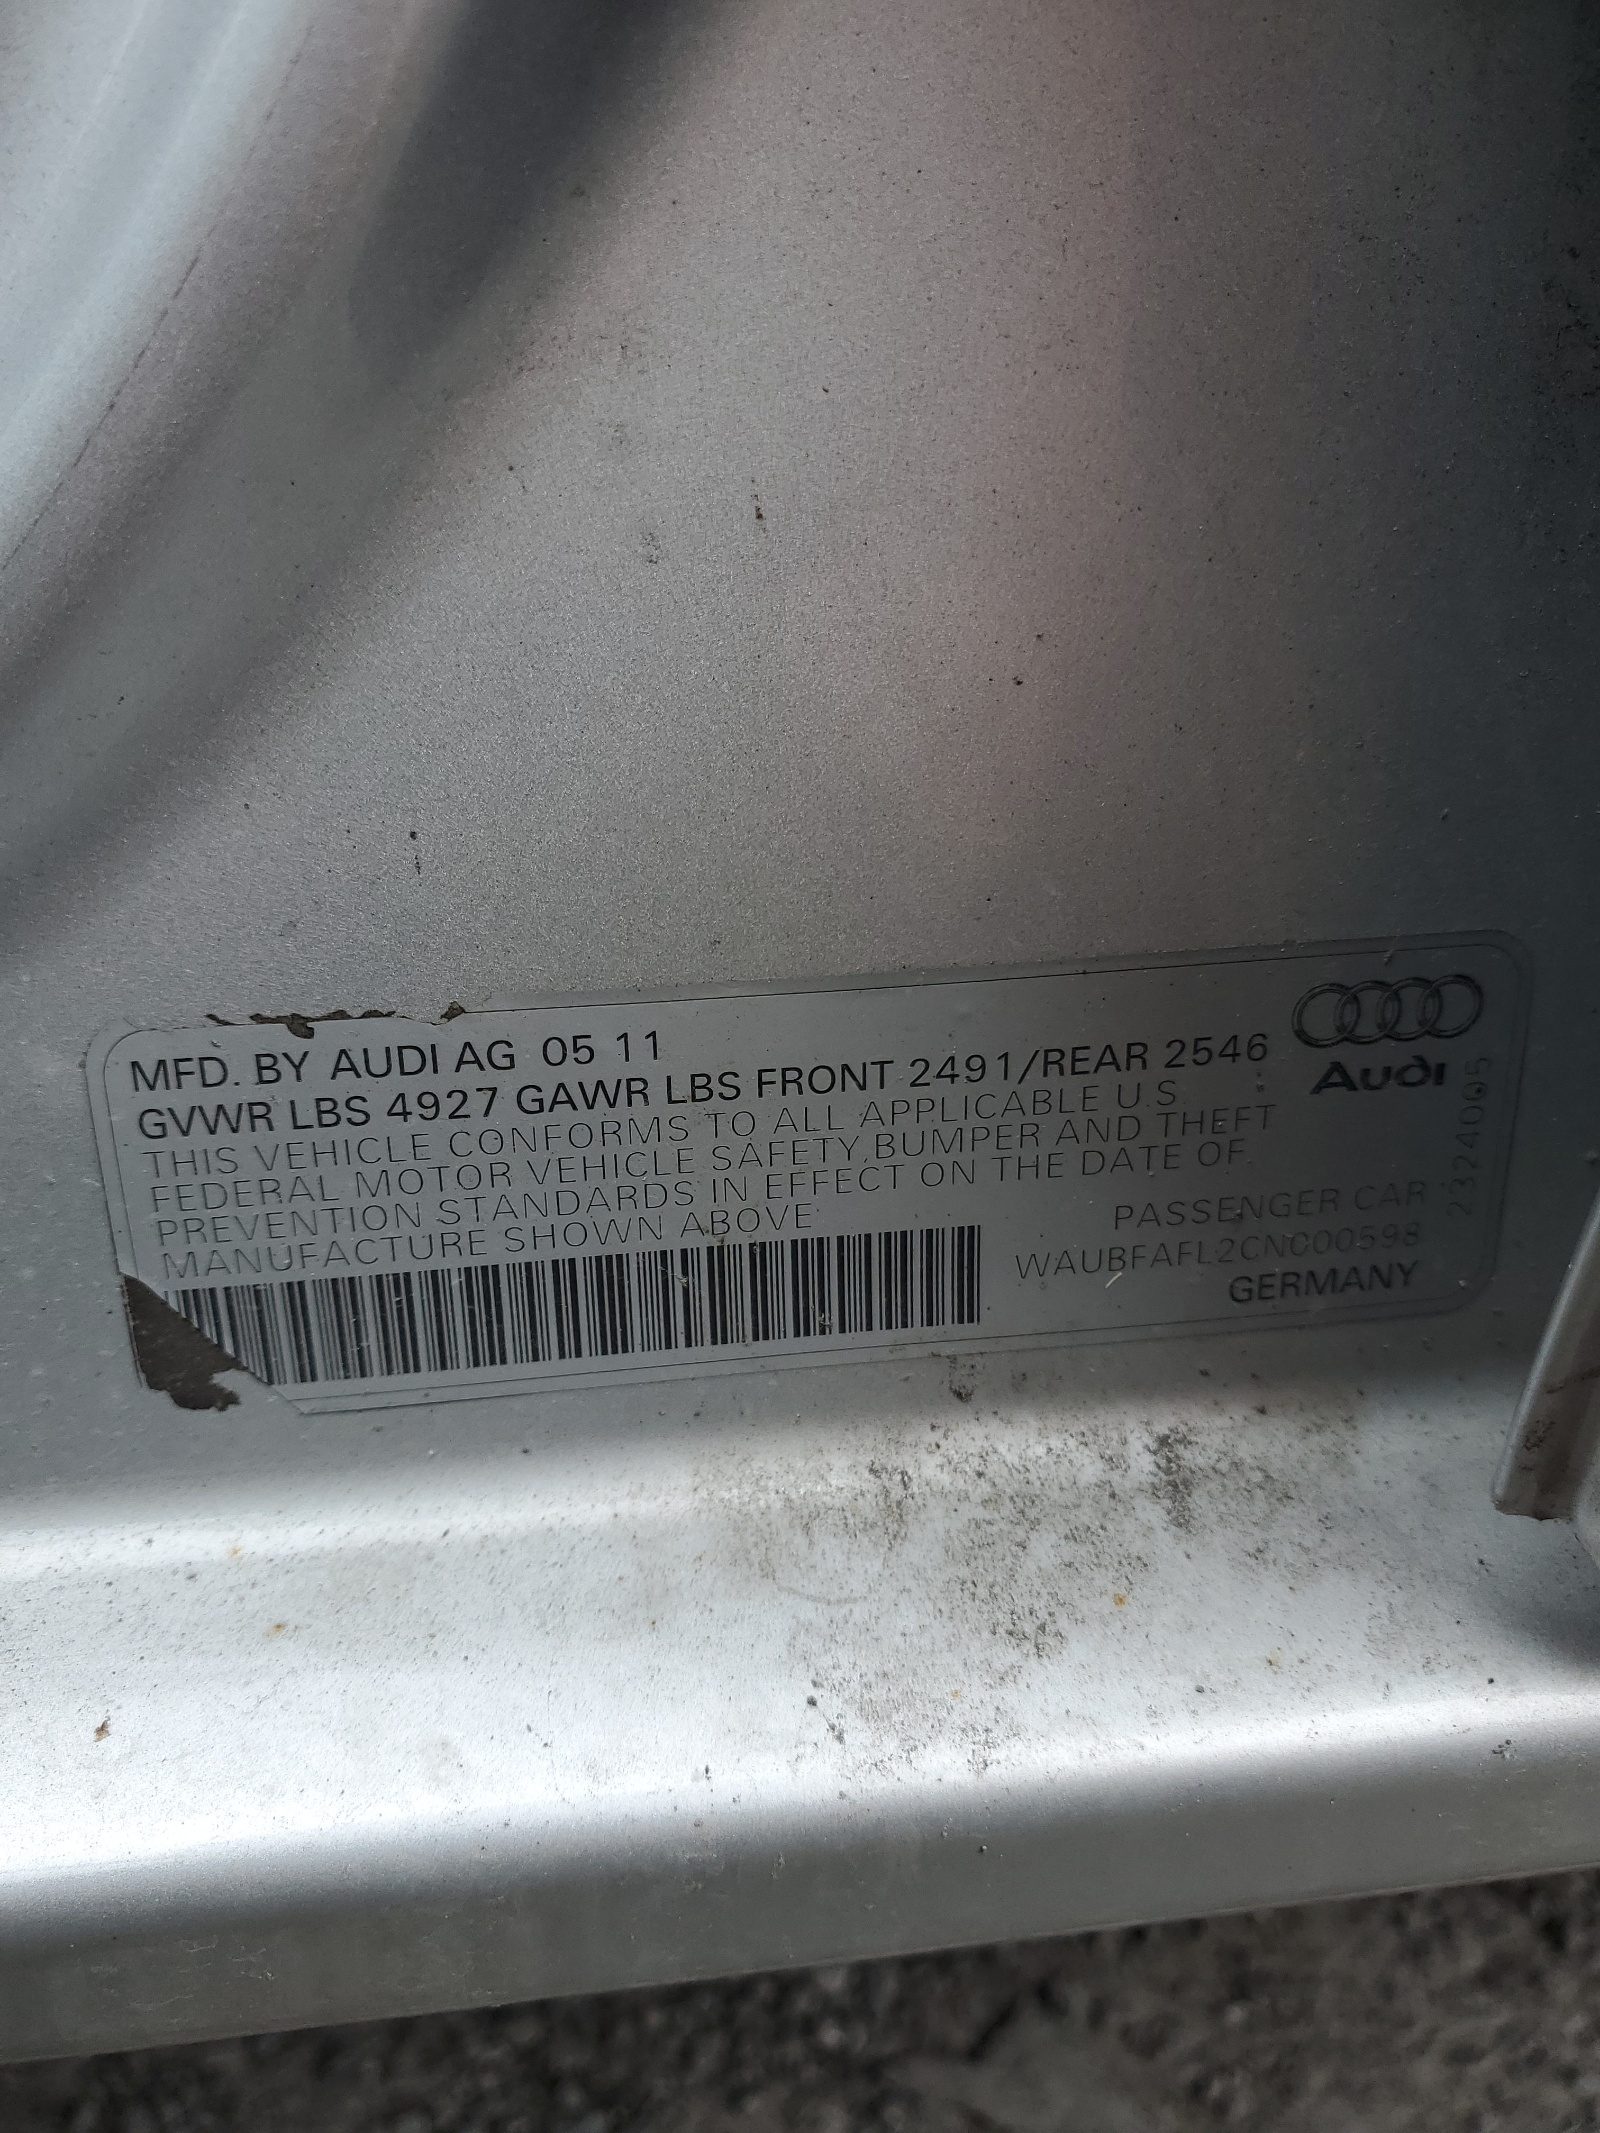 MFD. BY AUDI AG 05 11
GVWR LBS 4927 GAWR LBS FRONT 2491/REAR 2546
THIS VEHICLE CONFORMS TO ALL APPLICABLE U.S
FEDERAL MOTOR VEHICLE SAFETY,BUMPER AND THEFT
PREVENTION STANDARDS IN EFFECT ON THE DATE OF
MANUFACTURE SHOWN ABOVE
Audi
PASSENGER CAR
WAUBFAFL2CN000598
GERMANY
2324005